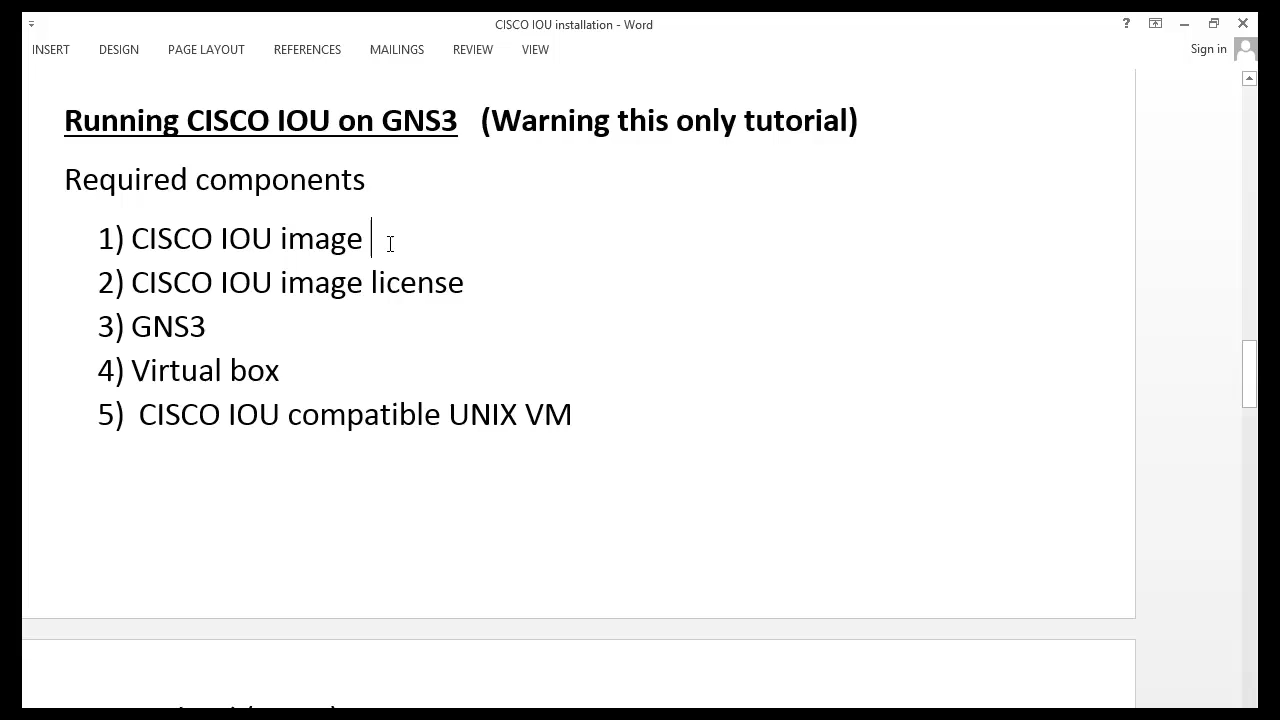 CISCO IOU installation - Word
?
INSERT DESIGN PAGE LAYOUT REFERENCES MAILINGS REVIEW VIEW Sign in
Running CISCO IOU on GNS3 (Warning this only tutorial)
Required components
1) CISCO IOU image
2) CISCO IOU image license
3) GNS3
4) Virtual box
5) CISCO IOU compatible UNIX VM